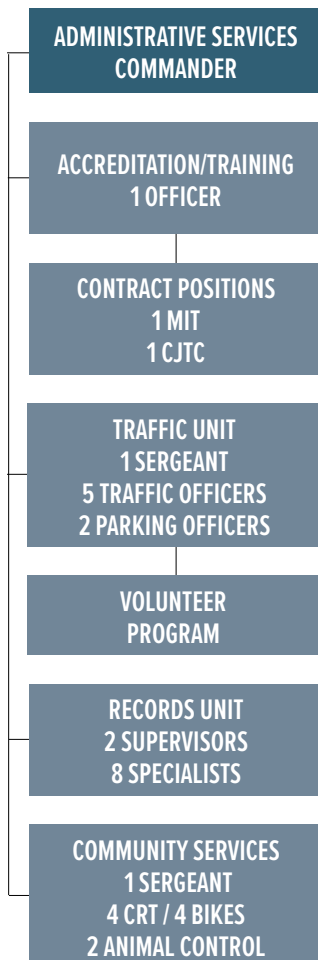 ADMINISTRATIVE SERVICES
COMMANDER
ACCREDITATION/TRAINING
1 OFFICER
CONTRACT POSITIONS
1 MIT
1 CJTC
TRAFFIC UNIT
1 SERGEANT
5 TRAFFIC OFFICERS
2 PARKING OFFICERS
VOLUNTEER
PROGRAM
RECORDS UNIT
2 SUPERVISORS
8 SPECIALISTS
COMMUNITY SERVICES
1 SERGEANT
4 CRT / 4 BIKES
2 ANIMAL CONTROL